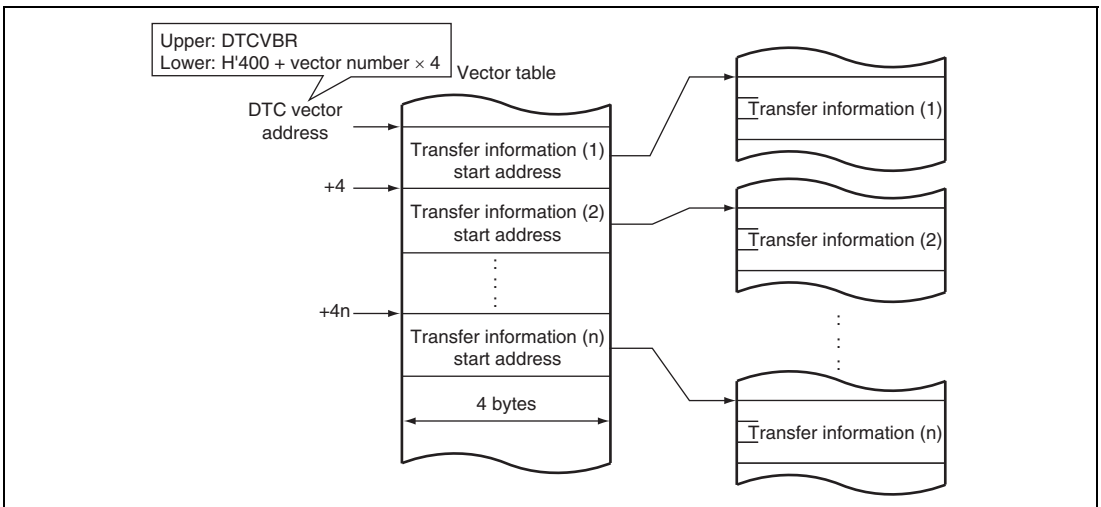 Upper: DTCVBR
Lower: H'400 + vector number × 4
Vector table
DTC vector
address
Transfer information (1)
start address
+4
Transfer information (2)
start address
+4n
Transfer information (n)
start address
4 bytes
Transfer information (1)
Transfer information (2)
Transfer information (n)